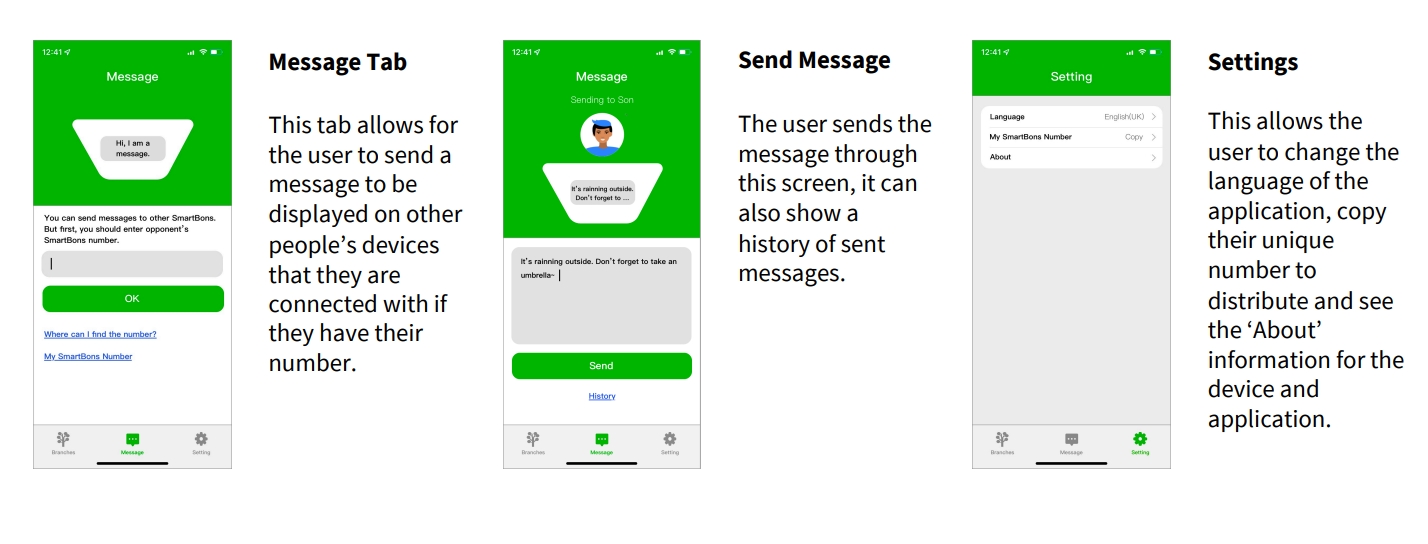 12:41
Message
Hi, I am a
message.
You can send messages to other SmartBons.
But first, you should enter opponent's
SmartBons number.
OK
Where can I find the number?
My SmartBons Number
Branches
Message
Setting
Message Tab
This tab allows for
the user to send a
message to be
displayed on other
people's devices
that they are
connected with if
they have their
number.
12:41
Message
Sending to Son
It's rainning outside.
Don't forget to ...
It's rainning outside. Don't forget to take an
umbrella~
Send
History
Branches
Message
Setting
Send Message
The user sends the
message through
this screen, it can
also show a
history of sent
messages.
12:41
Setting
Language English(UK)
My SmartBons Number Copy
About
Branches
Message
Setting
Settings
This allows the
user to change the
language of the
application, copy
their unique
number to
distribute and see
the ‘About’
information for the
device and
application.